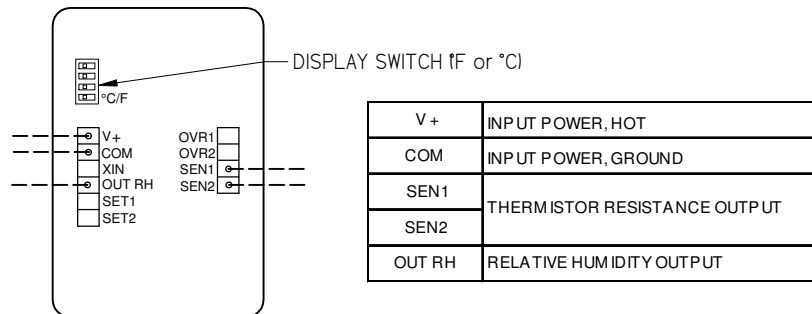 DISPLAY SWITCH (°F or °C)
°C/F
V+
COM
XIN
OUT RH
SET1
SET2
OVR1
OVR2
SEN1
SEN2
V+ INPUT POWER, HOT
COM INPUT POWER, GROUND
SEN1
THERMISTOR RESISTANCE OUTPUT
SEN2
OUT RH RELATIVE HUMIDITY OUTPUT